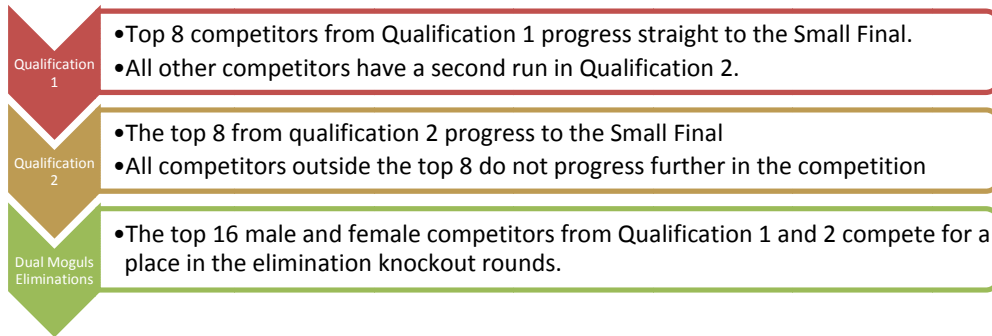 Qualification
1
•Top 8 competitors from Qualification 1 progress straight to the Small Final.
•All other competitors have a second run in Qualification 2.
Qualification
2
•The top 8 from qualification 2 progress to the Small Final
•All competitors outside the top 8 do not progress further in the competition
Dual Moguls
Eliminations
•The top 16 male and female competitors from Qualification 1 and 2 compete for a
place in the elimination knockout rounds.